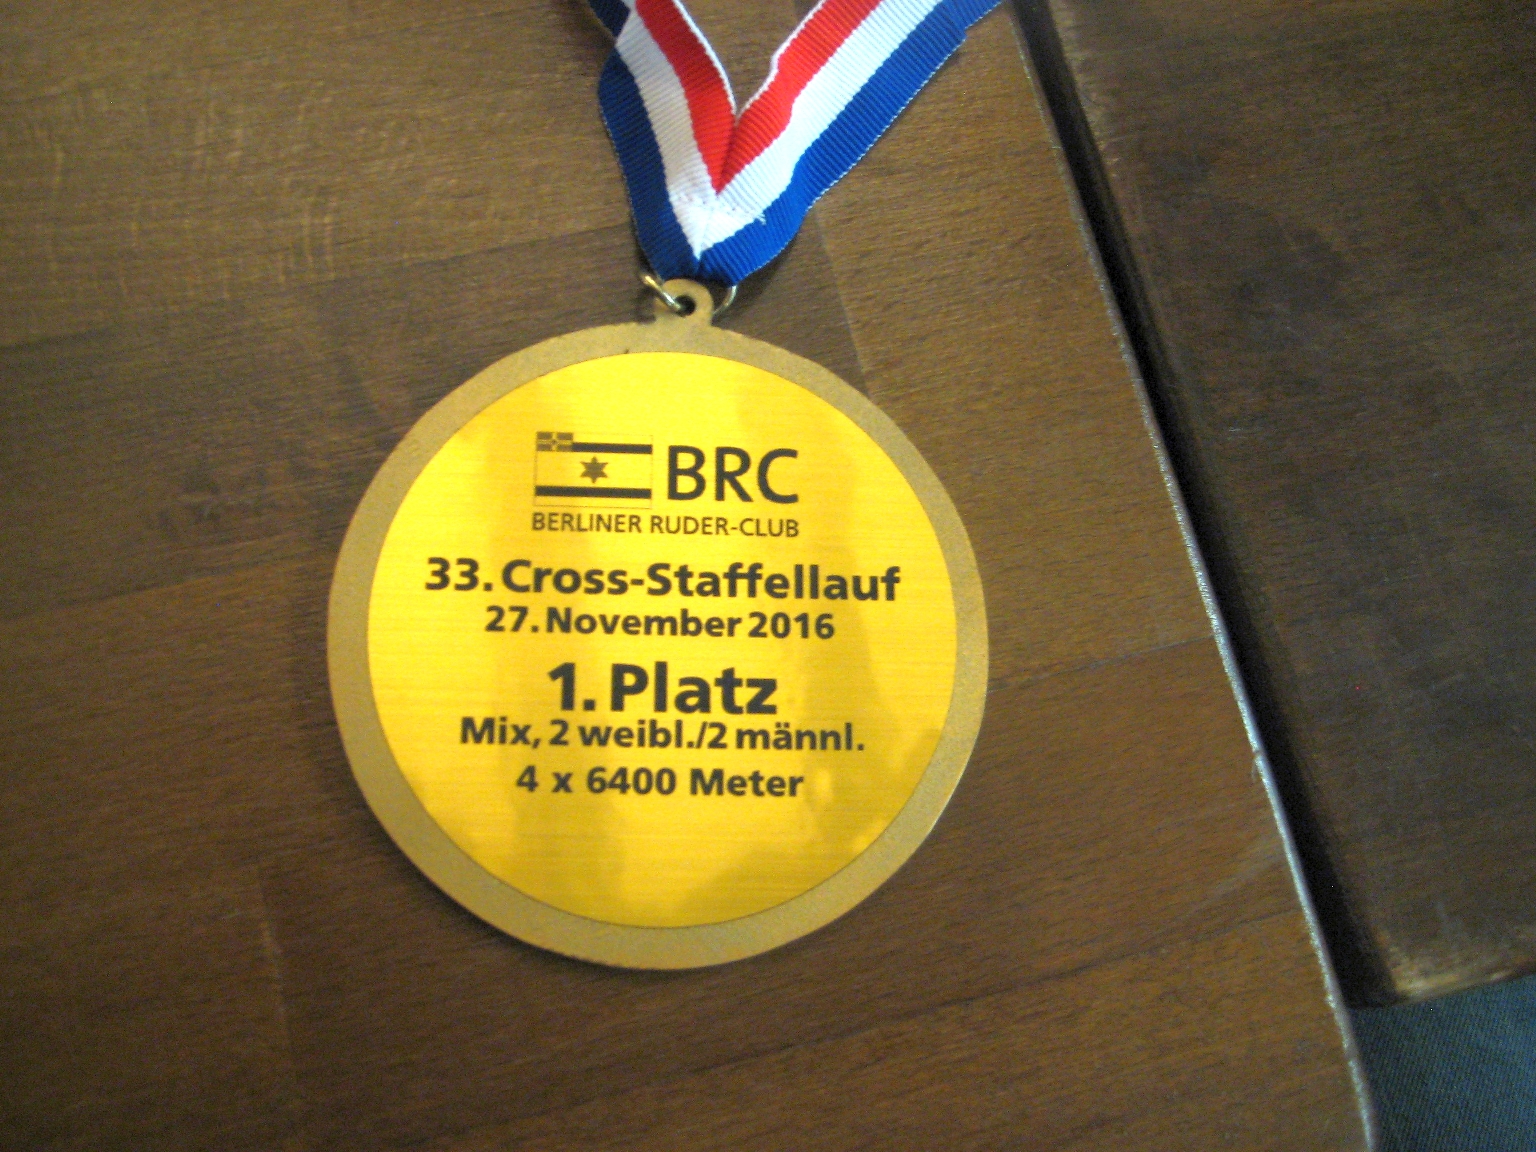 BRC
BERLINER RUDER-CLUB
33. Cross-Staffellauf
27. November 2016
1. Platz
Mix, 2 weibl./2 männl.
4 x 6400 Meter